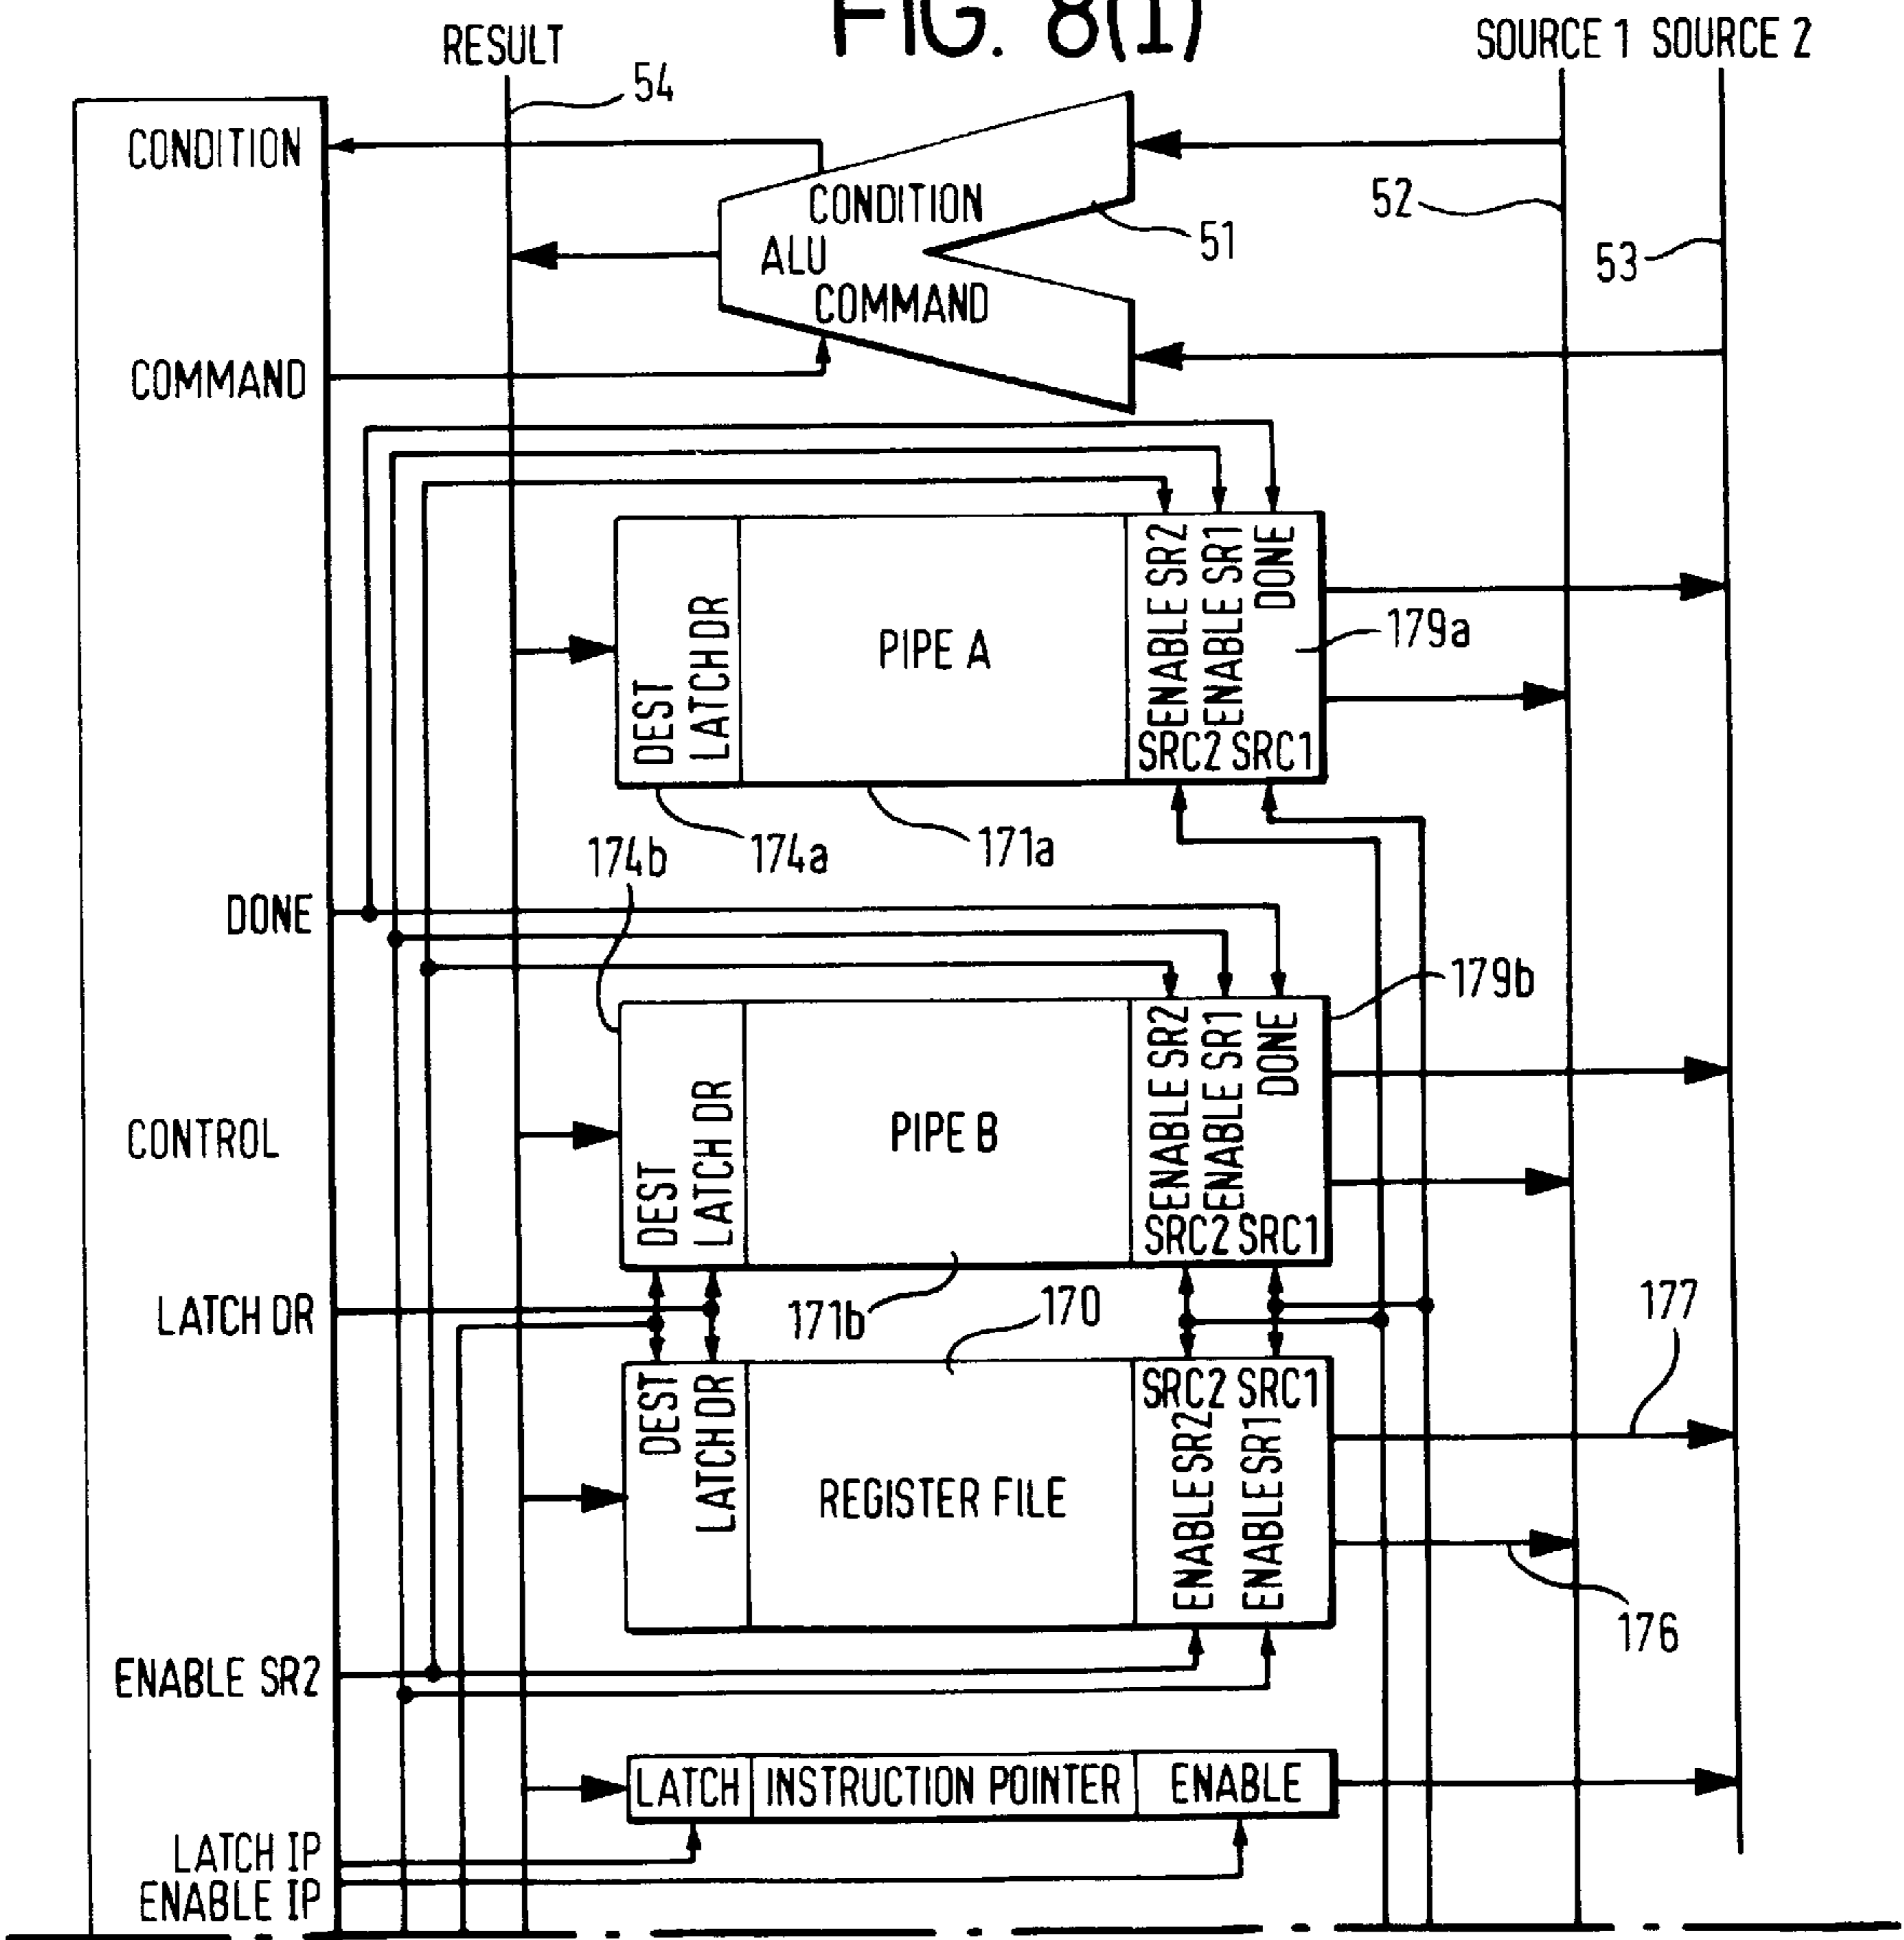 FIG. 8(1)
RESULT
SOURCE 1 SOURCE 2
54
CONDITION
CONDITION
52
51
ALU
53
COMMAND
COMMAND
ENABLE SR2
ENABLE SR1
DONE
179a
DEST
LATCH DR
PIPE A
SRC2 SRC1
174b
174a
171a
DONE
179b
ENABLE SR2
ENABLE SR1
DONE
CONTROL
DEST
LATCH DR
PIPE B
SRC2 SRC1
LATCH DR
171b
170
177
DEST
LATCH DR
SRC2 SRC1
ENABLE SR2
ENABLE SR1
REGISTER FILE
176
ENABLE SR2
LATCH
INSTRUCTION POINTER
ENABLE
LATCH IP
ENABLE IP